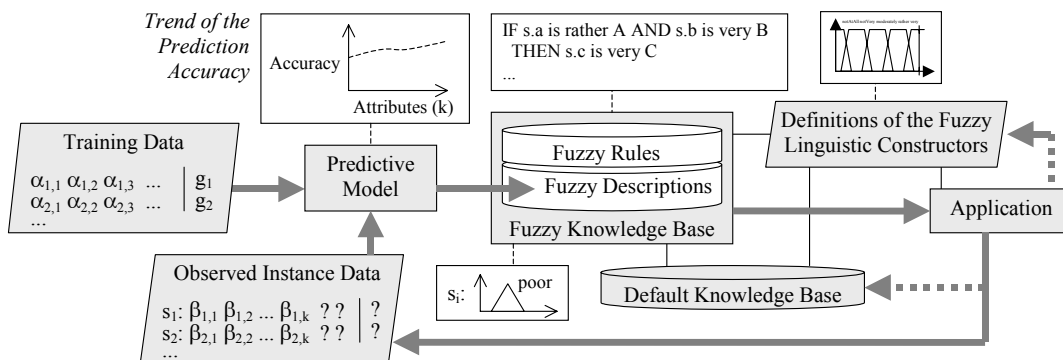 Trend of the
Prediction
Accuracy
Accuracy
Attributes (k)
IF s.a is rather A AND s.b is very B
THEN s.c is very C
...
Training Data
α1,1 α1,2 α1,3 ... | g1
α2,1 α2,2 α2,3 ... | g2
...
Predictive
Model
Fuzzy Rules
Fuzzy Descriptions
Fuzzy Knowledge Base
Definitions of the Fuzzy
Linguistic Constructors
Application
Observed Instance Data
s1: β1,1 β1,2 ... β1,k ? ? | ?
s2: β2,1 β2,2 ... β2,k ? ? | ?
...
si:
poor
Default Knowledge Base